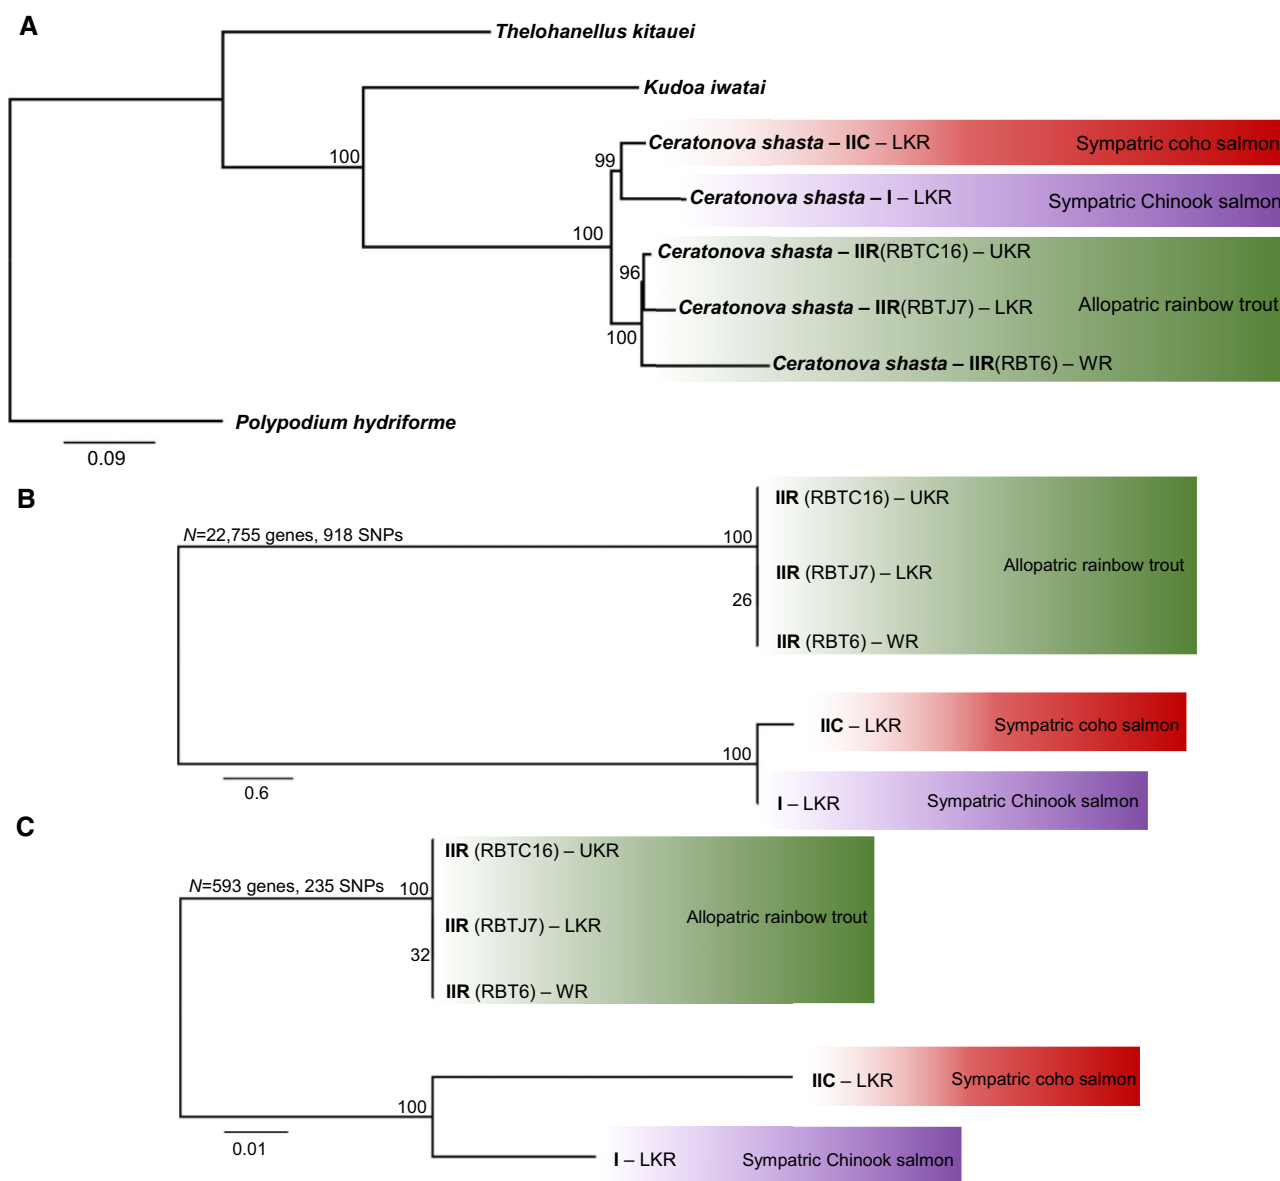 A
Thelohanellus kitauei
Kudoa iwatai
100
99
Ceratonova shasta – IIC – LKR
Sympatric coho salmon
Ceratonova shasta – I – LKR
Sympatric Chinook salmon
100
Ceratonova shasta – IIR(RBTC16) – UKR
96
Ceratonova shasta – IIR(RBTJ7) – LKR
Allopatric rainbow trout
100
Ceratonova shasta – IIR(RBT6) – WR
Polypodium hydriforme
0.09
B
IIR (RBTC16) – UKR
N=22,755 genes, 918 SNPs
100
IIR (RBTJ7) – LKR
Allopatric rainbow trout
26
IIR (RBT6) – WR
IIC – LKR
Sympatric coho salmon
100
0.6
I – LKR
Sympatric Chinook salmon
C
IIR (RBTC16) – UKR
N=593 genes, 235 SNPs
100
IIR (RBTJ7) – LKR
Allopatric rainbow trout
32
IIR (RBT6) – WR
IIC – LKR
Sympatric coho salmon
100
0.01
I – LKR
Sympatric Chinook salmon